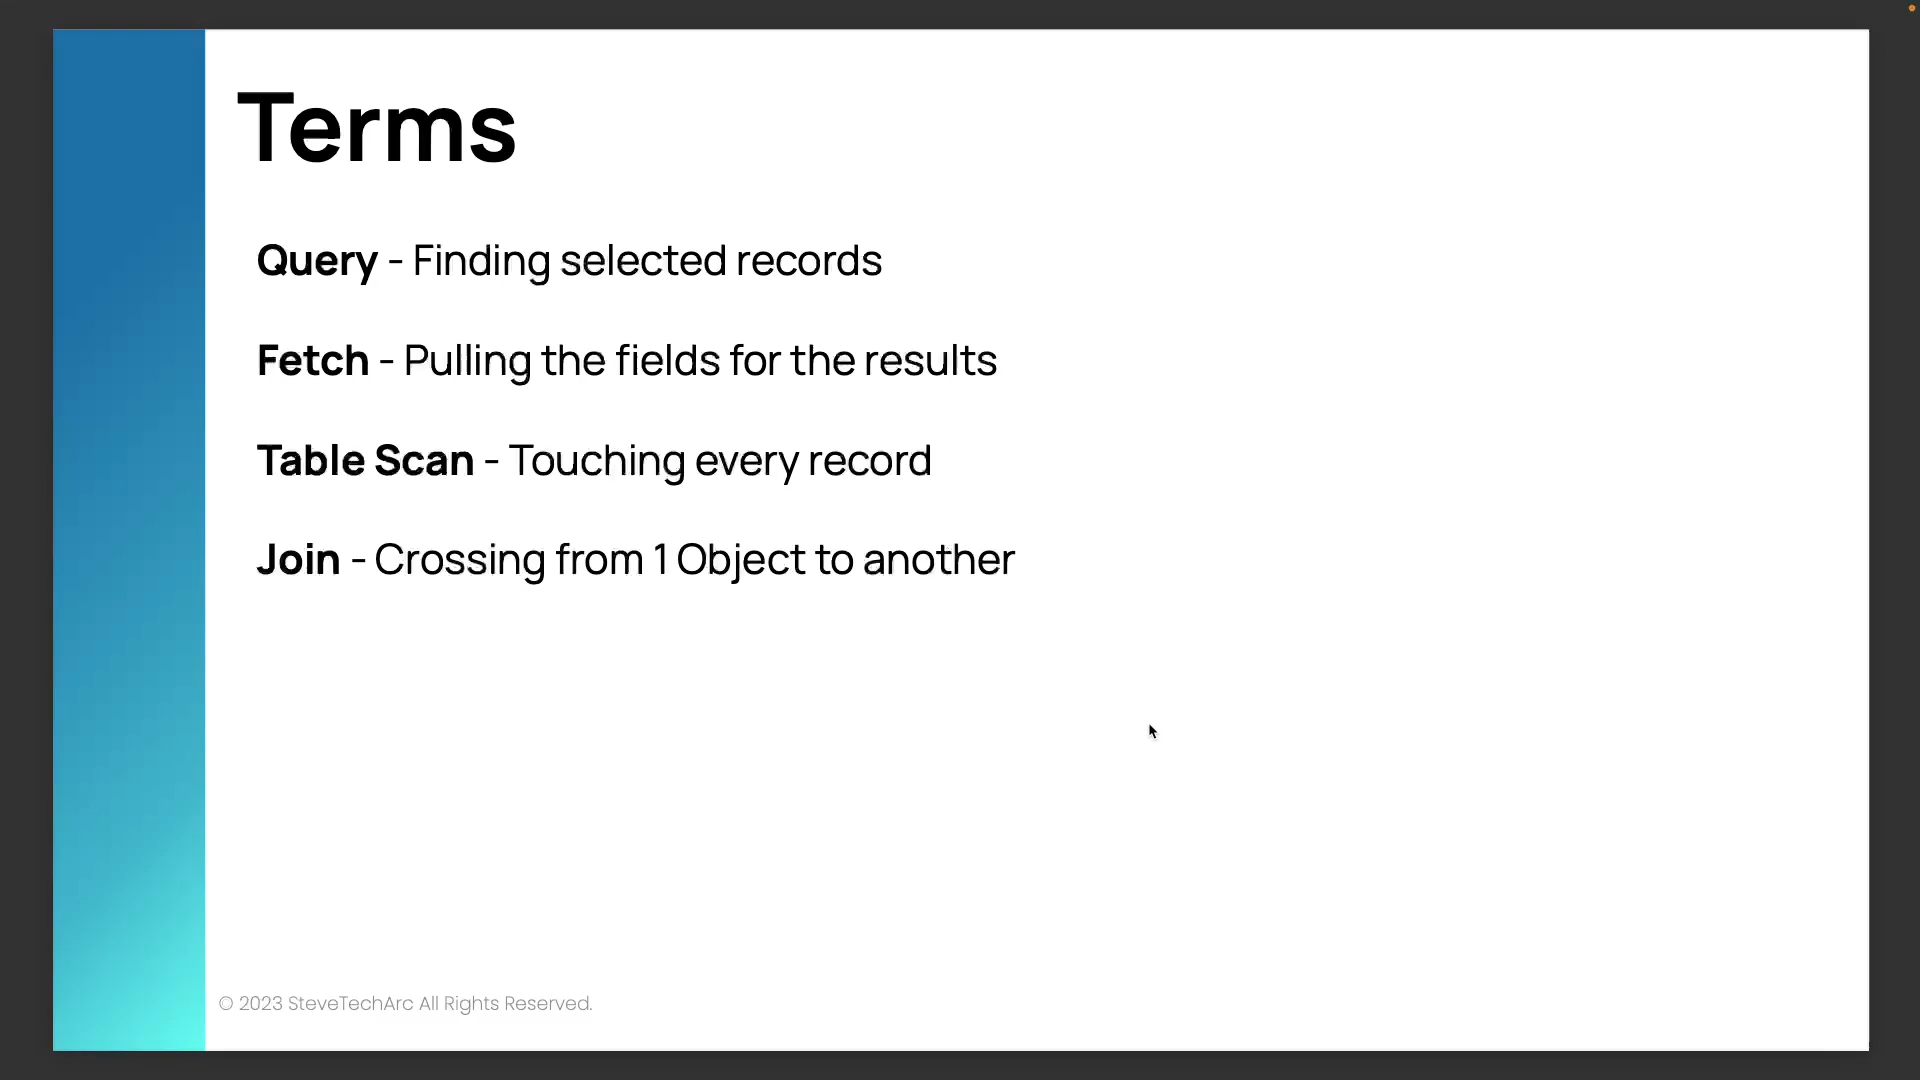 Terms
Query - Finding selected records
Fetch - Pulling the fields for the results
Table Scan - Touching every record
Join - Crossing from 1 Object to another
© 2023 SteveTechArc All Rights Reserved.